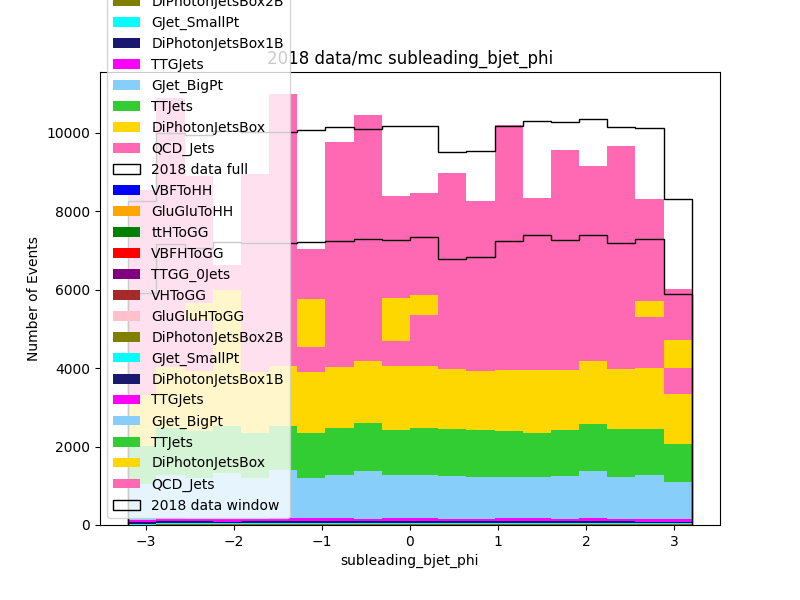 DiPhotonJetsBox2B
GJet_SmallPt
DiPhotonJetsBox1B
2018 data/mc subleading_bjet_phi
TTGJets
GJet_BigPt
TTJets
DiPhotonJetsBox
QCD_Jets
2018 data full
VBFToHH
GluGluToHH
ttHToGG
VBFHToGG
TTGG_0Jets
VHToGG
GluGluHToGG
DiPhotonJetsBox2B
GJet_SmallPt
DiPhotonJetsBox1B
TTGJets
GJet_BigPt
TTJets
DiPhotonJetsBox
QCD_Jets
2018 data window
Number of Events
10000
8000
6000
4000
2000
0
−3 −2 −1 0 1 2 3
subleading_bjet_phi